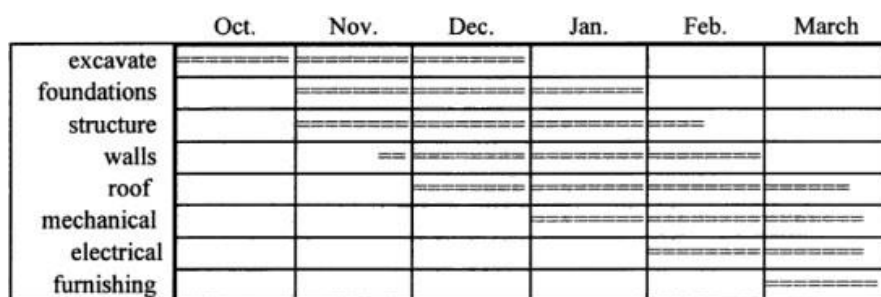 Oct. Nov. Dec. Jan. Feb. March
excavate
foundations
structure
walls
roof
mechanical
electrical
furnishing